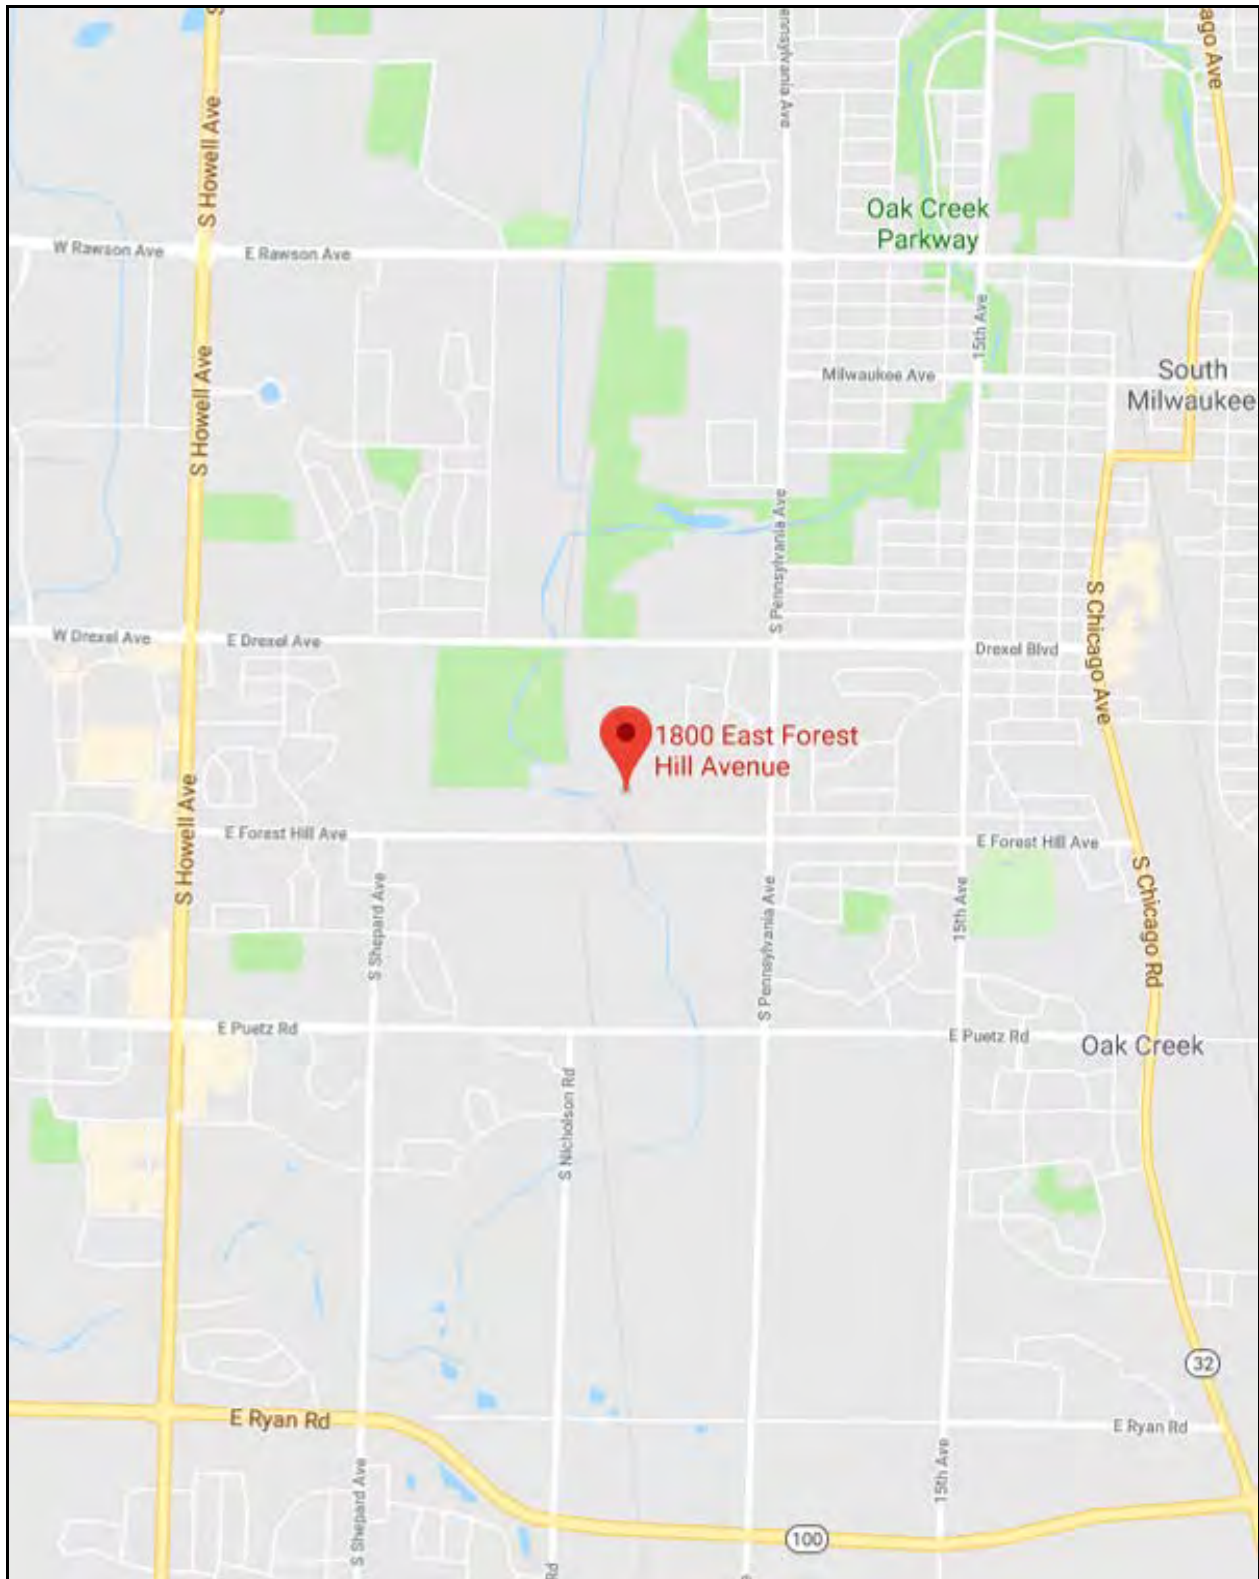 S Howell Ave
ago Ave
ennsylvania Ave
Oak Creek
Parkway
W Rawson Ave
E Rawson Ave
15th Ave
S Howell Ave
Milwaukee Ave
South
Milwaukee
S Pennsylvania Ave
W Drexel Ave
E Drexel Ave
Drexel Blvd
S Chicago Ave
1800 East Forest
Hill Avenue
S Howell Ave
E Forest Hill Ave
E Forest Hill Ave
S Shepard Ave
S Pennsylvania Ave
15th Ave
S Chicago Rd
E Puetz Rd
E Puetz Rd
Oak Creek
S Nicholson Rd
32
E Ryan Rd
E Ryan Rd
S Shepard Ave
15th Ave
100
Rd